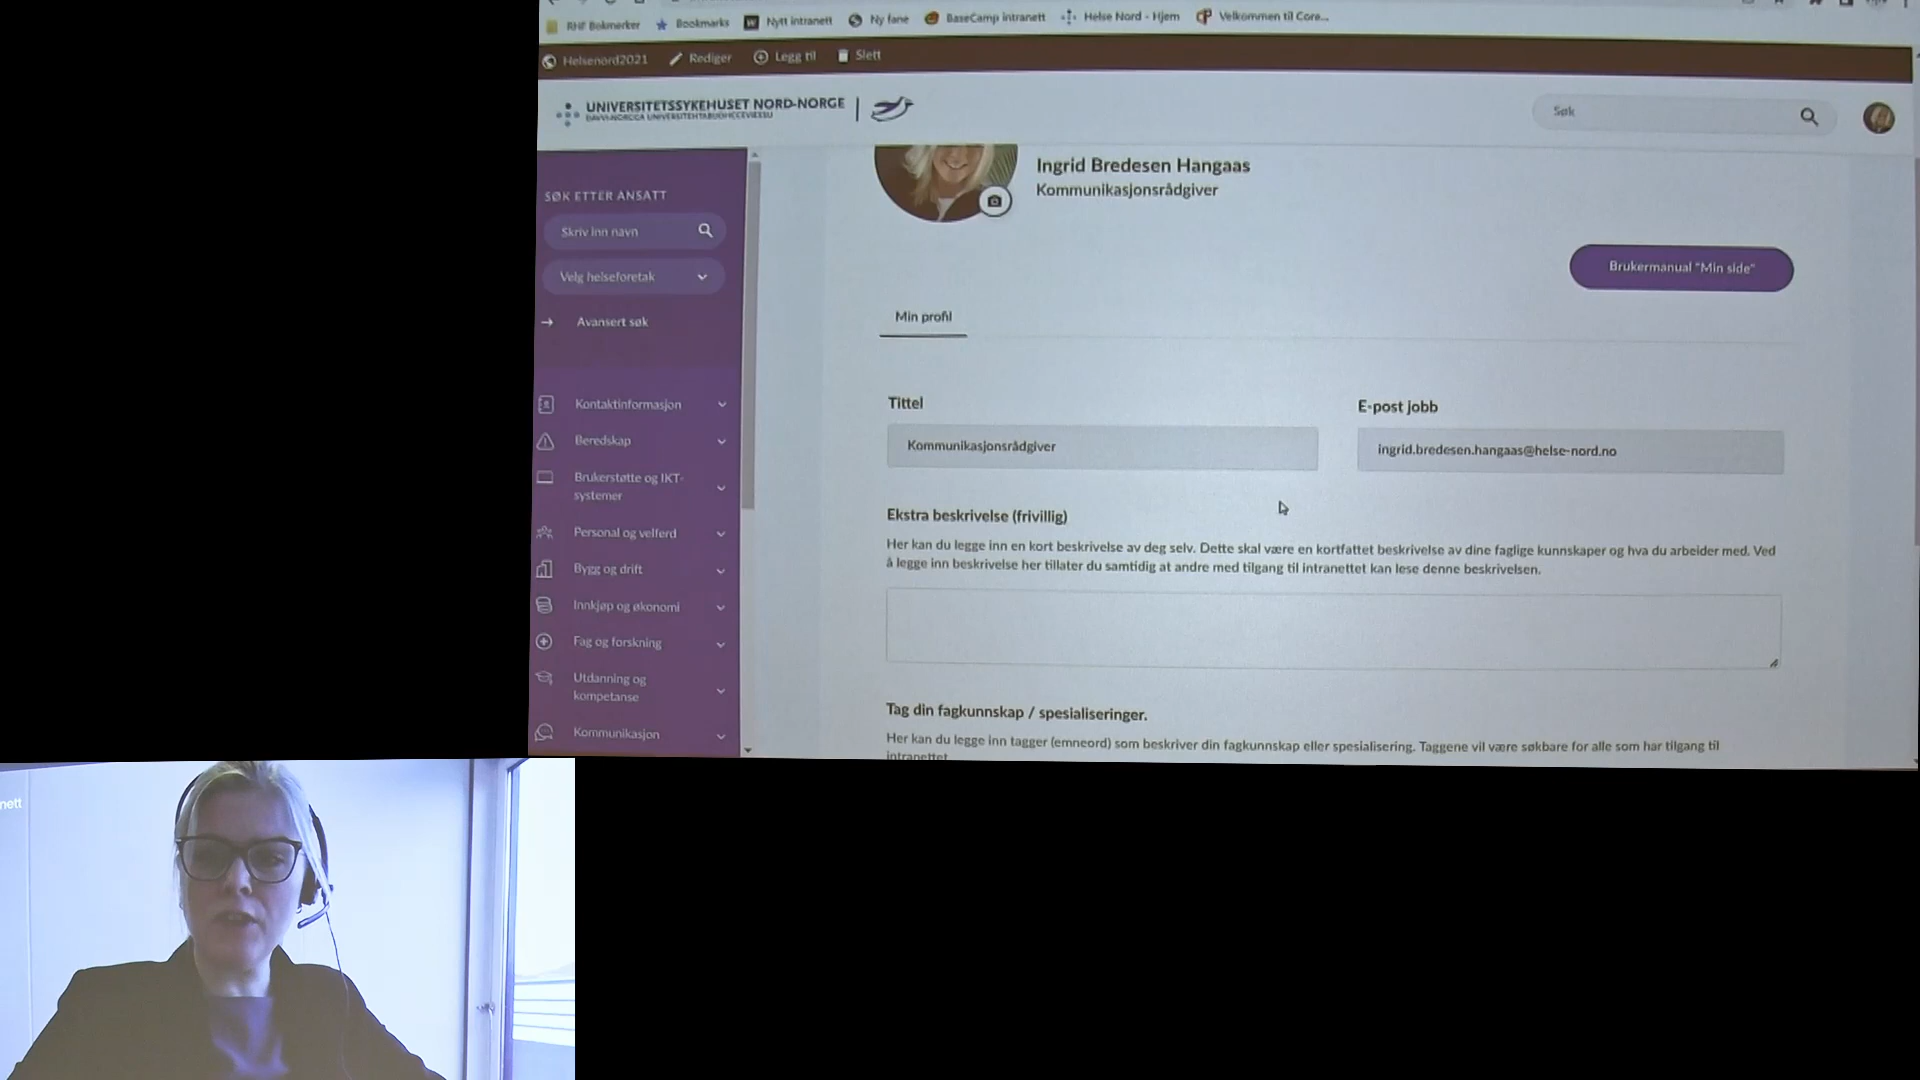 RHF Bokmerker Bookmarks Nytt intranett Ny fane BaseCamp intranett Helse Nord - Hjem Velkommen til Core...
Helsenord2021 Rediger Legg til Slett
UNIVERSITETSSYKEHUSET NORD-NORGE
Søk
Ingrid Bredesen Hangaas
Kommunikasjonsrådgiver
SØK ETTER ANSATT
Skriv inn navn
Velg helseforetak
Avansert søk
Kontaktinformasjon
Beredskap
Brukerstøtte og IKT-
systemer
Personal og velferd
Bygg og drift
Innkjøp og økonomi
Fag og forskning
Utdanning og
kompetanse
Kommunikasjon
Brukermanual "Min side"
Min profil
Tittel
Kommunikasjonsrådgiver
E-post jobb
ingrid.bredesen.hangaas@helse-nord.no
Ekstra beskrivelse (frivillig)
Her kan du legge inn en kort beskrivelse av deg selv. Dette skal være en kortfattet beskrivelse av dine faglige kunnskaper og hva du arbeider med. Ved
å legge inn beskrivelse her tillater du samtidig at andre med tilgang til intranettet kan lese denne beskrivelsen.
Tag din fagkunnskap / spesialiseringer.
Her kan du legge inn tagger (emneord) som beskriver din fagkunnskap eller spesialisering. Taggene vil være søkbare for alle som har tilgang til
intranettet
nett